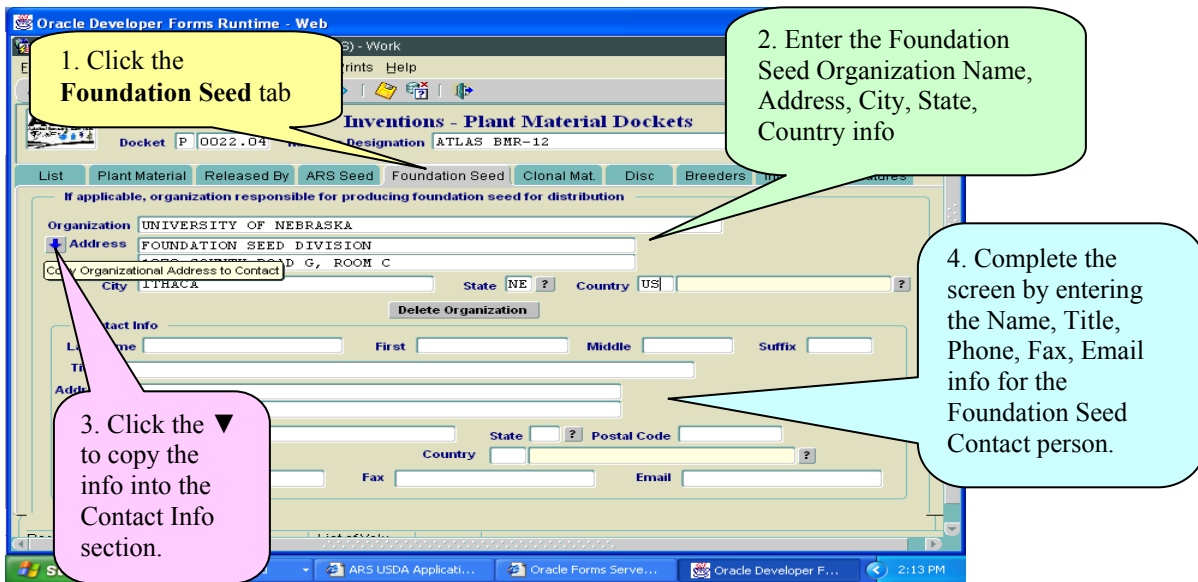 Oracle Developer Forms Runtime - Web
S) - Work
rints Help
Inventions - Plant Material Dockets
Docket P 0022.04 Designation ATLAS BMR-12
List Plant Material Released By ARS Seed Foundation Seed Clonal Mat. Disc Breeders
If applicable, organization responsible for producing foundation seed for distribution
Organization UNIVERSITY OF NEBRASKA
Address FOUNDATION SEED DIVISION
G, ROOM C
Copy Organizational Address to Contact
City ITHACA State NE ? Country US ?
Delete Organization
tact Info
First Middle Suffix
State ? Postal Code
Country ?
Fax Email
ARS USDA Applicati... Oracle Forms Serve... Oracle Developer F... 2:13 PM
1. Click the
Foundation Seed tab
2. Enter the Foundation
Seed Organization Name,
Address, City, State,
Country info
3. Click the ▼
to copy the
info into the
Contact Info
section.
4. Complete the
screen by entering
the Name, Title,
Phone, Fax, Email
info for the
Foundation Seed
Contact person.